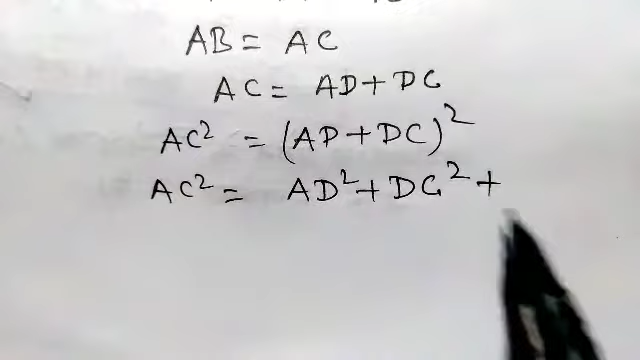 AB = AC
AC = AD + DC
AC² = (AD + DC)²
AC² = AD² + DC² +